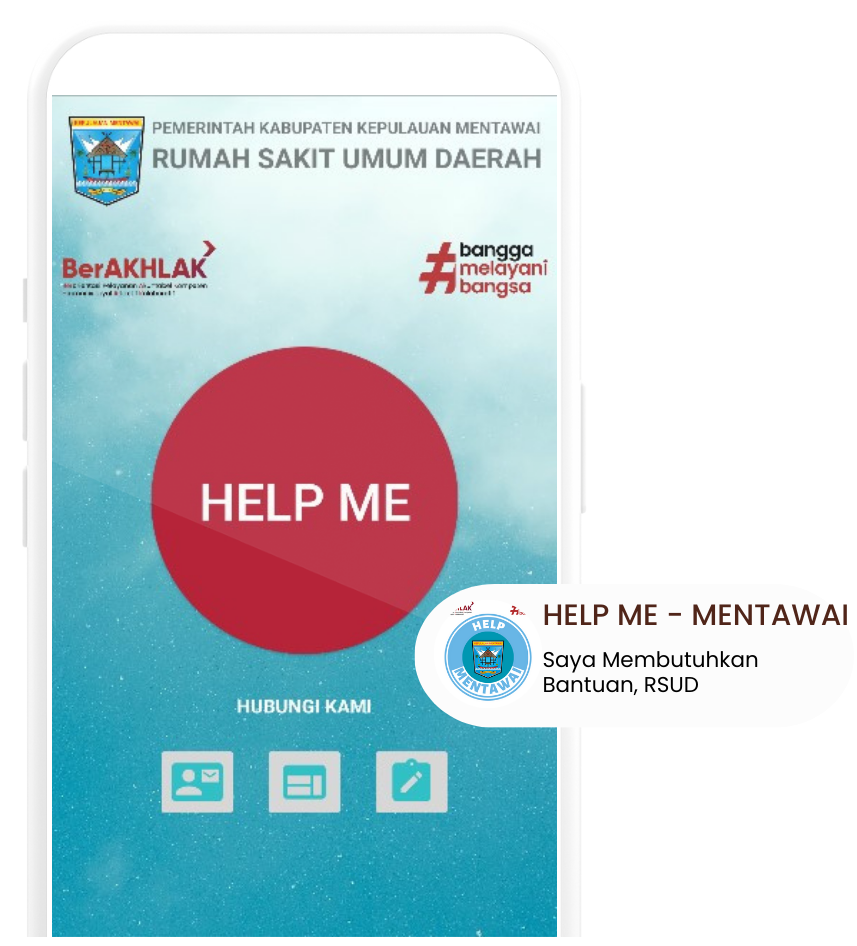 PEMERINTAH KABUPATEN KEPULAUAN MENTAWAI
RUMAH SAKIT UMUM DAERAH
BerAKHLAK
bangga
melayani
bangsa
HELP ME
HELP ME - MENTAWAI
HELP
MENTAWAI
Saya Membutuhkan
Bantuan, RSUD
HUBUNGI KAMI